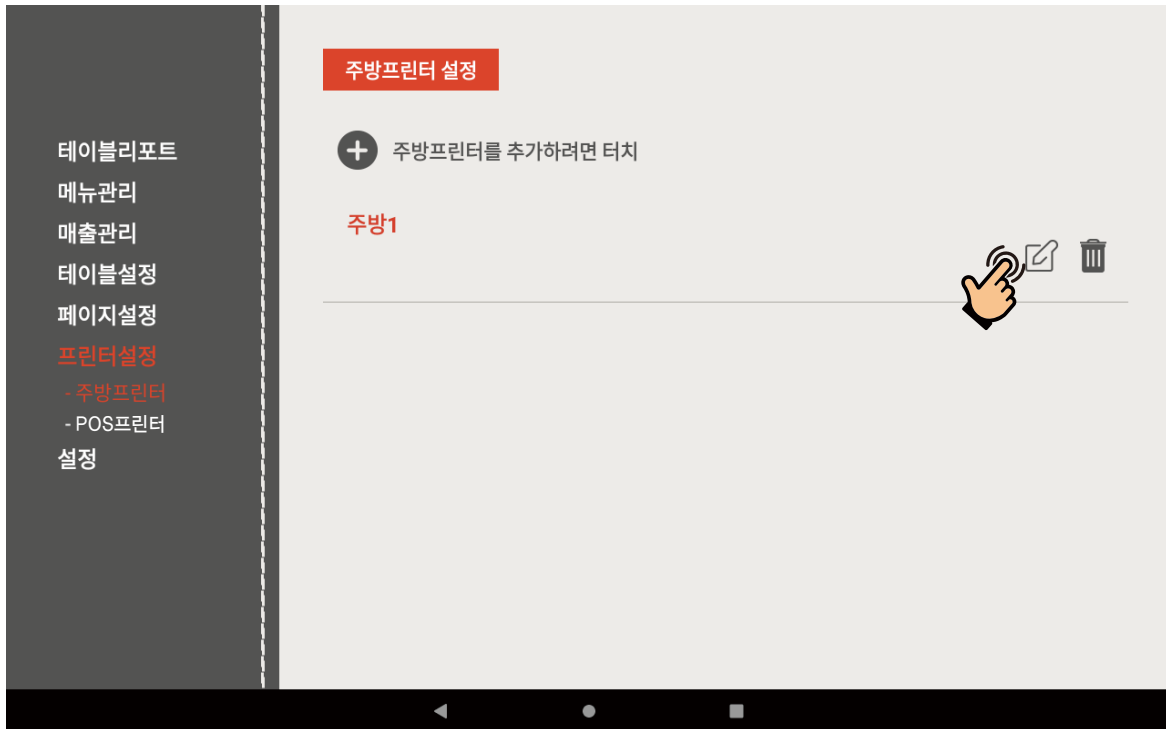 테이블리포트
메뉴관리
매출관리
테이블설정
페이지설정
프린터설정
- 주방프린터
- POS프린터
설정
주방프린터 설정
주방프린터를 추가하려면 터치
주방1